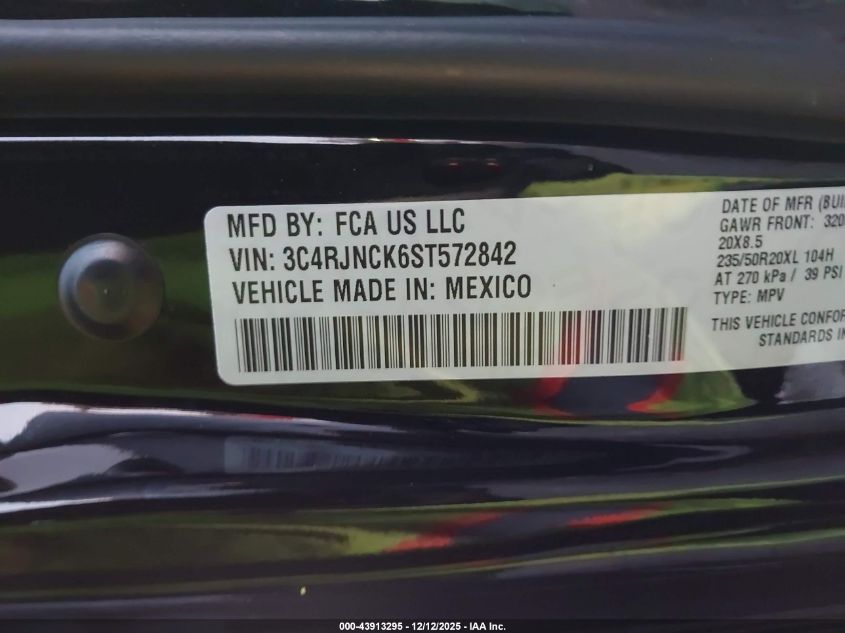 MFD BY: FCA US LLC
VIN: 3C4RJNCK6ST572842
VEHICLE MADE IN: MEXICO
DATE OF MFR (BUI
GAWR FRONT: 320
20X8.5
235/50R20XL 104H
AT 270 kPa / 39 PSI
TYPE: MPV
THIS VEHICLE CONFOR
STANDARDS IN
000-43913295 - 12/12/2025 - IAA Inc.